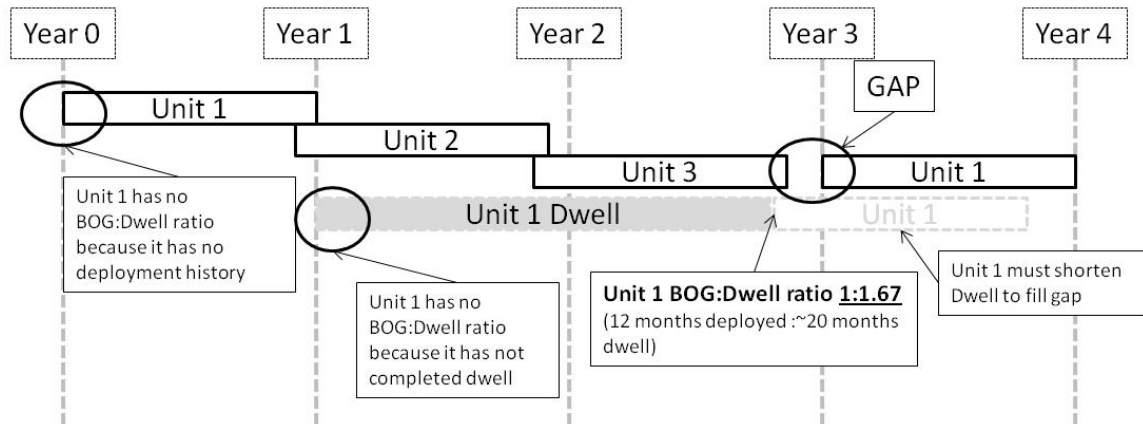 Year 0
Year 1
Year 2
Year 3
Year 4
GAP
Unit 1
Unit 2
Unit 3
Unit 1
Unit 1 Dwell
Unit 1
Unit 1 has no
BOG:Dwell ratio
because it has no
deployment history
Unit 1 has no
BOG:Dwell ratio
because it has not
completed dwell
Unit 1 BOG:Dwell ratio 1:1.67
(12 months deployed :~20 months
dwell)
Unit 1 must shorten
Dwell to fill gap